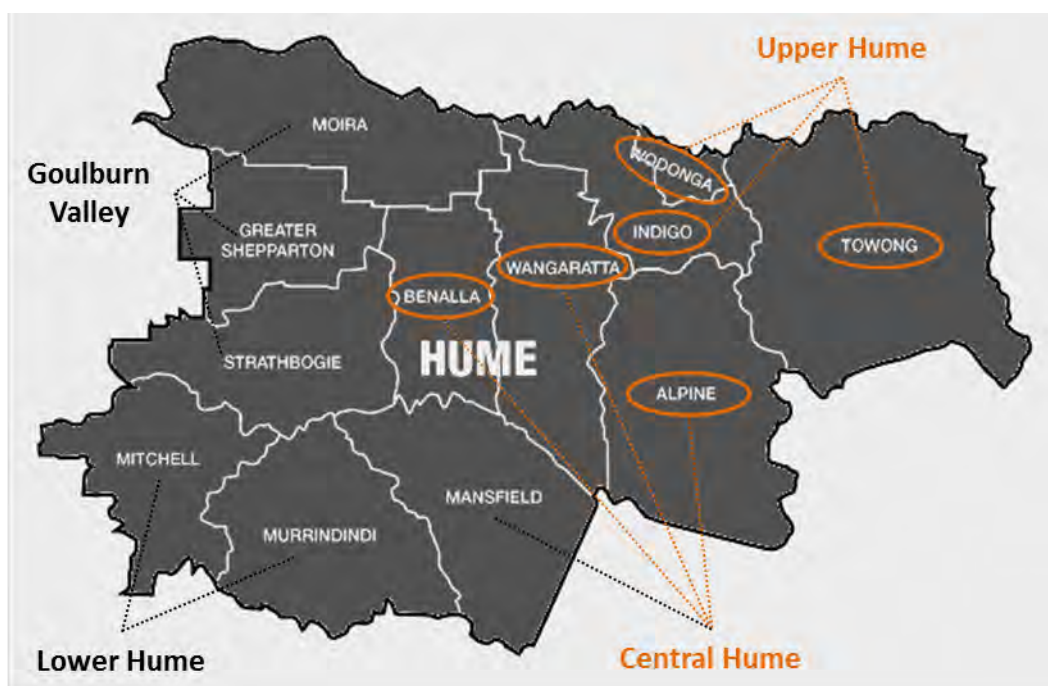 Upper Hume
MOIRA
WODONGA
Goulburn
Valley
GREATER
SHEPPARTON
INDIGO
TOWONG
WANGARATTA
BENALLA
STRATHBOGIE
HUME
ALPINE
MITCHELL
MANSFIELD
MURRINDINDI
Lower Hume
Central Hume